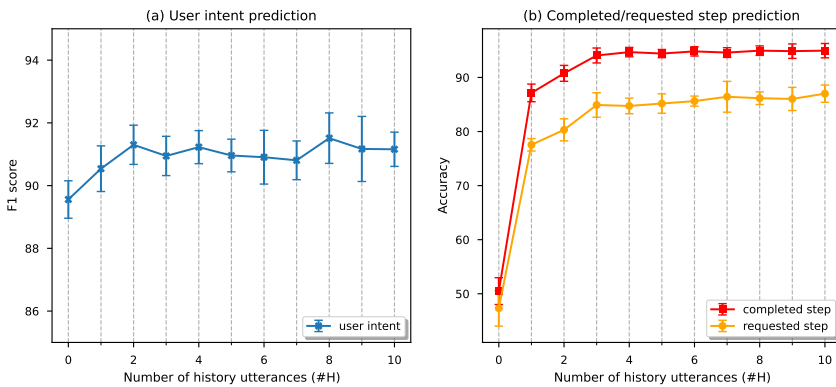 (a) User intent prediction
94
92
90
88
86
F1 score
0
2
4
6
8
10
Number of history utterances (#H)
user intent
(b) Completed/requested step prediction
90
80
70
60
50
Accuracy
0
2
4
6
8
10
Number of history utterances (#H)
completed step
requested step